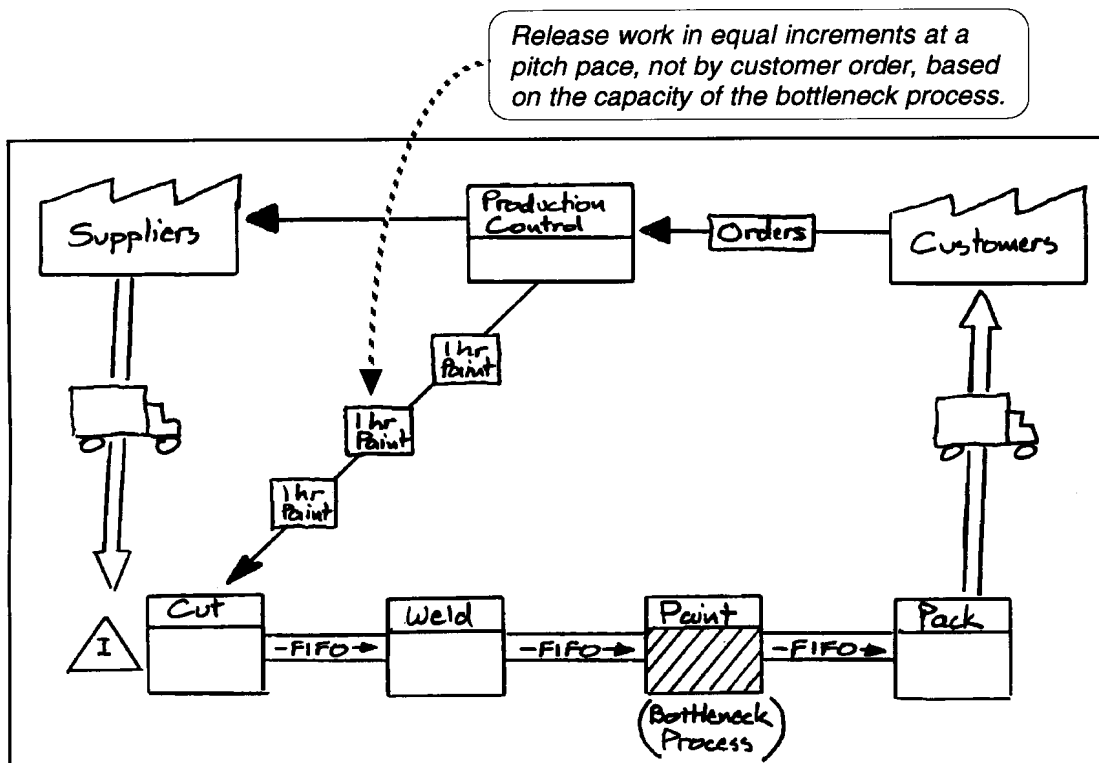 Release work in equal increments at a
pitch pace, not by customer order, based
on the capacity of the bottleneck process.
Suppliers
Production
Control
Orders
Customers
1 hr
Paint
1 hr
Paint
1 hr
Paint
I
Cut
-FIFO→
Weld
-FIFO→
Paint
-FIFO→
Pack
(Bottleneck
Process)